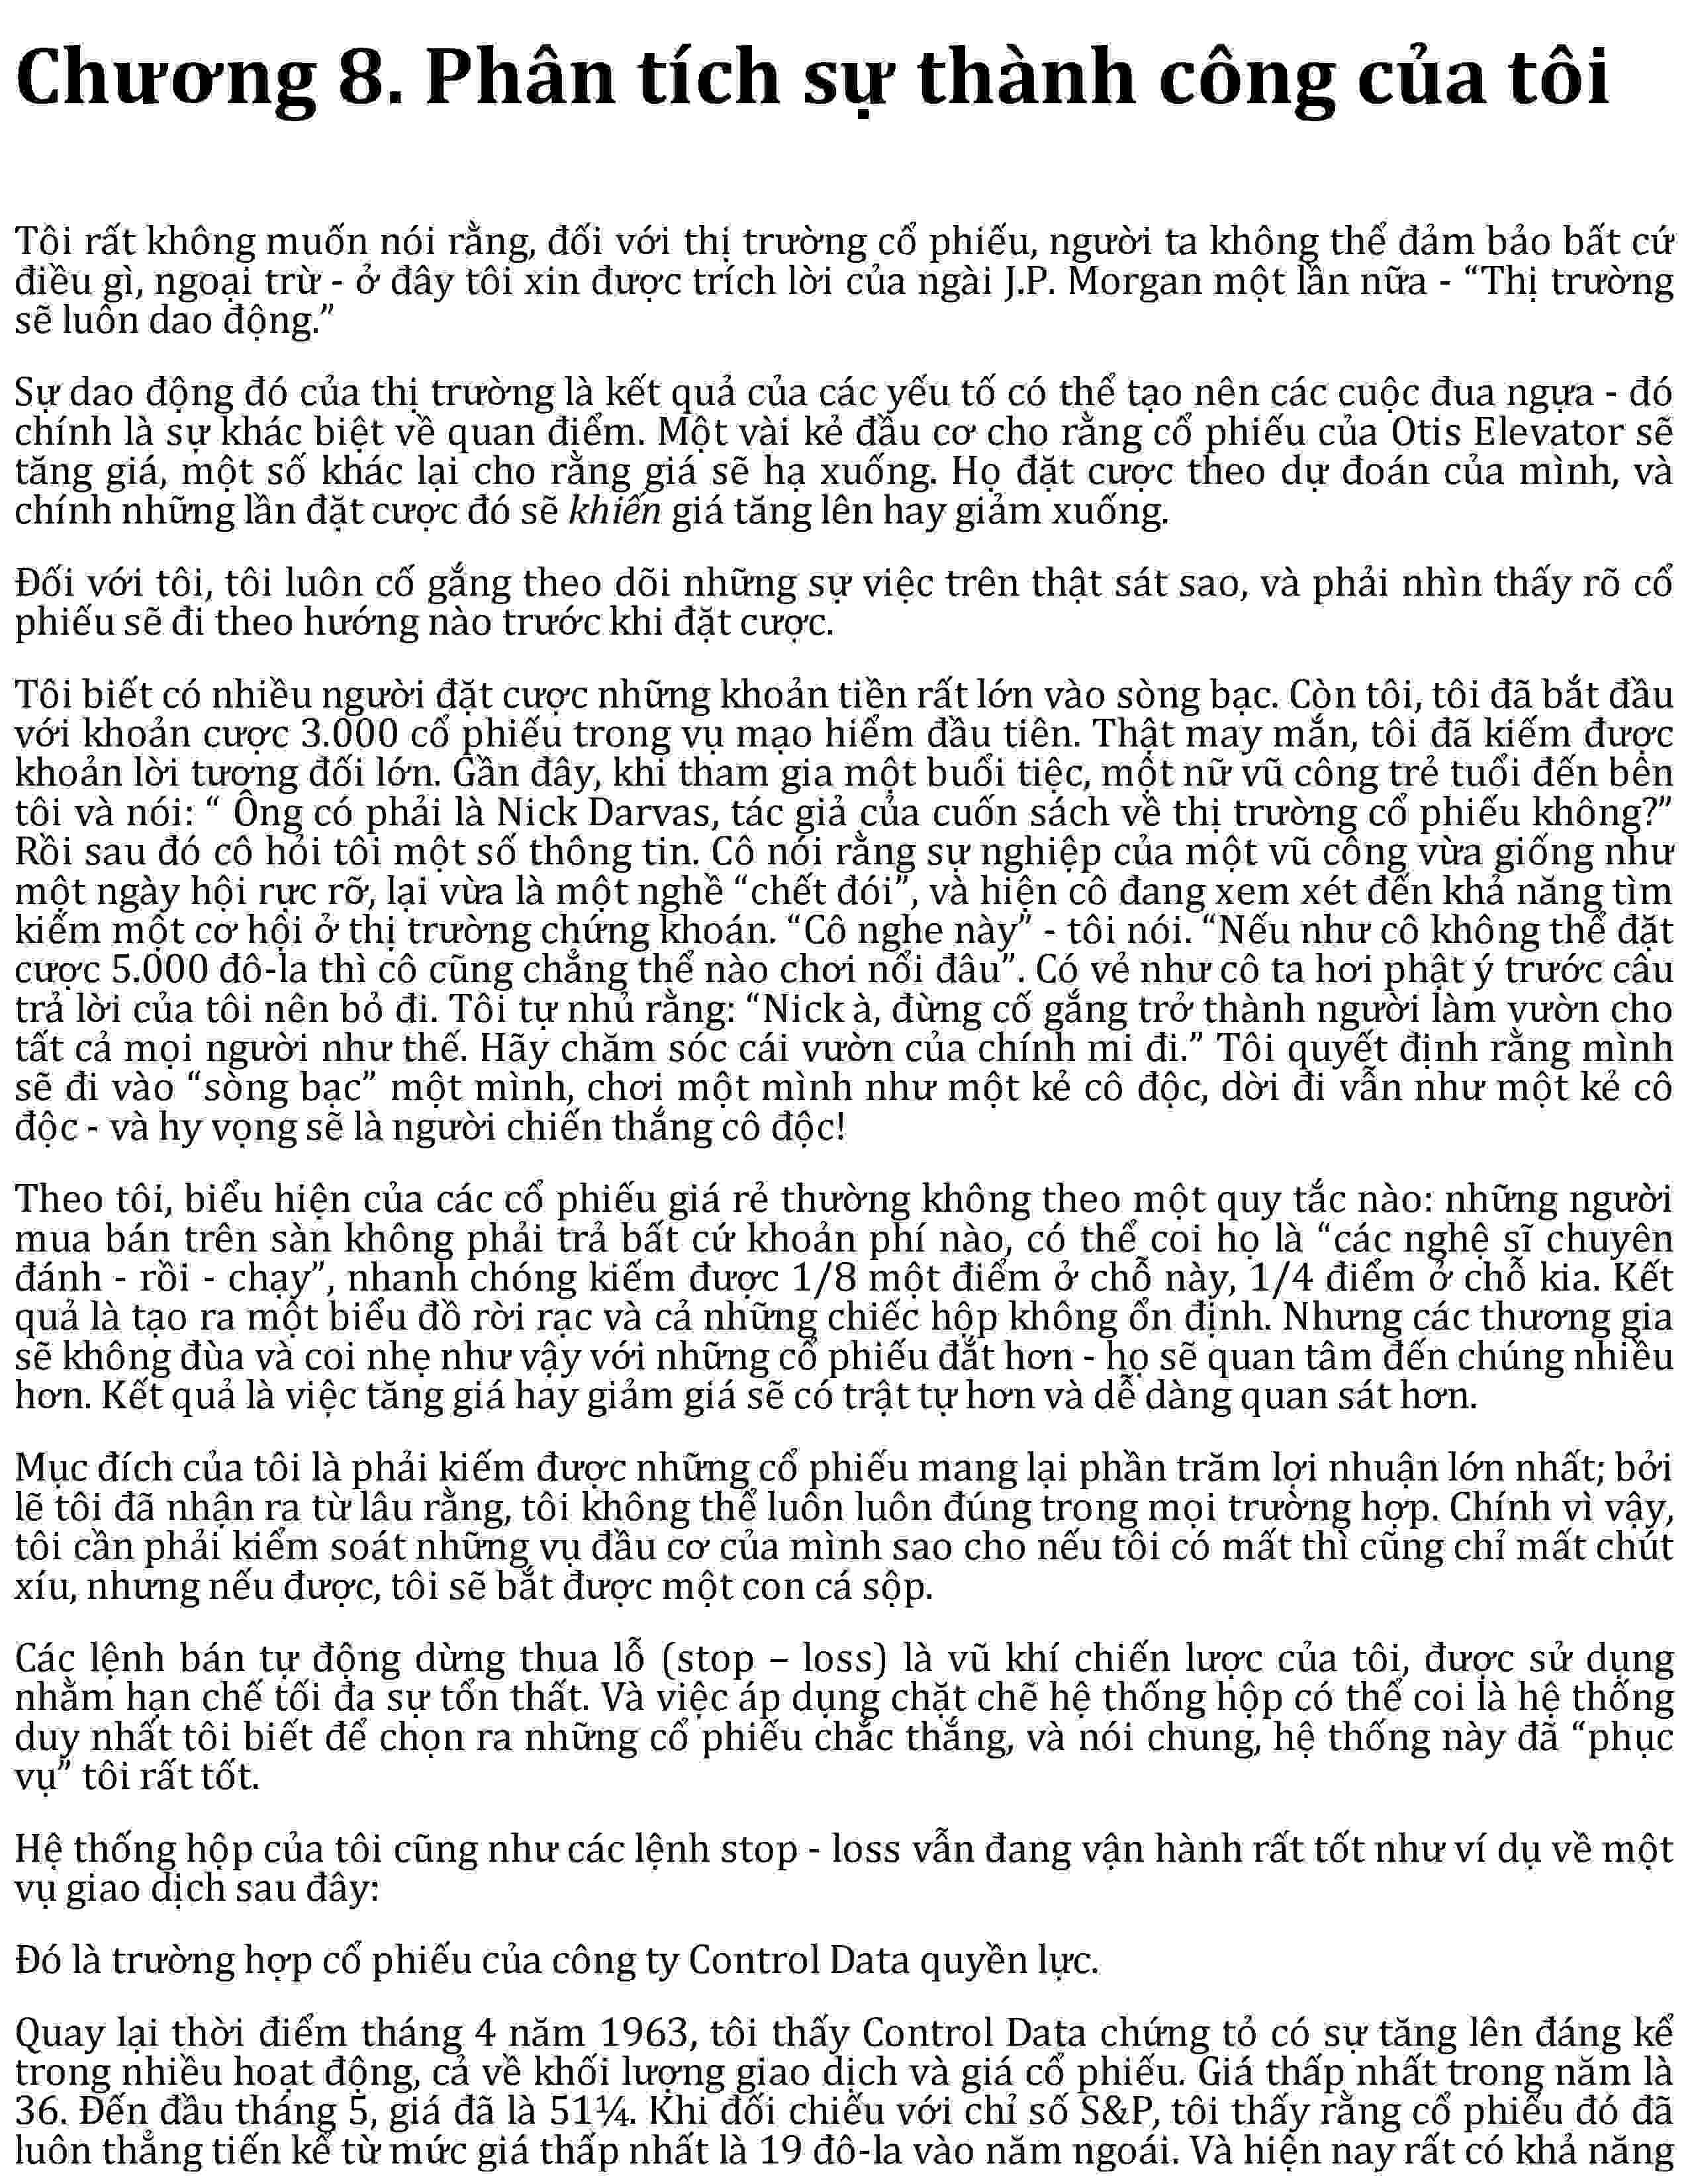 Chương 8. Phân tích sự thành công của tôi
Tôi rất không muốn nói rằng, đối với thị trường cổ phiếu, người ta không thể đảm bảo bất cứ
điều gì, ngoại trừ - ở đây tôi xin được trích lời của ngài J.P. Morgan một lần nữa - “Thị trường
sẽ luôn dao động.”
Sự dao động đó của thị trường là kết quả của các yếu tố có thể tạo nên các cuộc đua ngựa - đó
chính là sự khác biệt về quan điểm. Một vài kẻ đầu cơ cho rằng cổ phiếu của Otis Elevator sẽ
tăng giá, một số khác lại cho rằng giá sẽ hạ xuống. Họ đặt cược theo dự đoán của mình, và
chính những lần đặt cược đó sẽ khiến giá tăng lên hay giảm xuống.
Đối với tôi, tôi luôn cố gắng theo dõi những sự việc trên thật sát sao, và phải nhìn thấy rõ cổ
phiếu sẽ đi theo hướng nào trước khi đặt cược.
Tôi biết có nhiều người đặt cược những khoản tiền rất lớn vào sòng bạc. Còn tôi, tôi đã bắt đầu
với khoản cược 3.000 cổ phiếu trong vụ mạo hiểm đầu tiên. Thật may mắn, tôi đã kiếm được
khoản lời tương đối lớn. Gần đây, khi tham gia một buổi tiệc, một nữ vũ công trẻ tuổi đến bên
tôi và nói: “ Ông có phải là Nick Darvas, tác giả của cuốn sách về thị trường cổ phiếu không?”
Rồi sau đó cô hỏi tôi một số thông tin. Cô nói rằng sự nghiệp của một vũ công vừa giống như
một ngày hội rực rỡ, lại vừa là một nghề “chết đói”, và hiện cô đang xem xét đến khả năng tìm
kiếm một cơ hội ở thị trường chứng khoán. “Cô nghe này” - tôi nói. “Nếu như cô không thể đặt
cược 5.000 đô-la thì cô cũng chẳng thể nào chơi nổi đâu”. Có vẻ như cô ta hơi phật ý trước câu
trả lời của tôi nên bỏ đi. Tôi tự nhủ rằng: “Nick à, đừng cố gắng trở thành người làm vườn cho
tất cả mọi người như thế. Hãy chăm sóc cái vườn của chính mi đi.” Tôi quyết định rằng mình
sẽ đi vào “sòng bạc” một mình, chơi một mình như một kẻ cô độc, dời đi vẫn như một kẻ cô
độc - và hy vọng sẽ là người chiến thắng cô độc!
Theo tôi, biểu hiện của các cổ phiếu giá rẻ thường không theo một quy tắc nào: những người
mua bán trên sàn không phải trả bất cứ khoản phí nào, có thể coi họ là “các nghệ sĩ chuyên
đánh - rồi - chạy”, nhanh chóng kiếm được 1/8 một điểm ở chỗ này, 1/4 điểm ở chỗ kia. Kết
quả là tạo ra một biểu đồ rời rạc và cả những chiếc hộp không ổn định. Nhưng các thương gia
sẽ không đùa và coi nhẹ như vậy với những cổ phiếu đắt hơn - họ sẽ quan tâm đến chúng nhiều
hơn. Kết quả là việc tăng giá hay giảm giá sẽ có trật tự hơn và dễ dàng quan sát hơn.
Mục đích của tôi là phải kiếm được những cổ phiếu mang lại phần trăm lợi nhuận lớn nhất; bởi
lẽ tôi đã nhận ra từ lâu rằng, tôi không thể luôn luôn đúng trong mọi trường hợp. Chính vì vậy,
tôi cần phải kiểm soát những vụ đầu cơ của mình sao cho nếu tôi có mất thì cũng chỉ mất chút
xíu, nhưng nếu được, tôi sẽ bắt được một con cá sộp.
Các lệnh bán tự động dừng thua lỗ (stop – loss) là vũ khí chiến lược của tôi, được sử dụng
nhằm hạn chế tối đa sự tổn thất. Và việc áp dụng chặt chẽ hệ thống hộp có thể coi là hệ thống
duy nhất tôi biết để chọn ra những cổ phiếu chắc thắng, và nói chung, hệ thống này đã “phục
vụ” tôi rất tốt.
Hệ thống hộp của tôi cũng như các lệnh stop - loss vẫn đang vận hành rất tốt như ví dụ về một
vụ giao dịch sau đây:
Đó là trường hợp cổ phiếu của công ty Control Data quyền lực.
Quay lại thời điểm tháng 4 năm 1963, tôi thấy Control Data chứng tỏ có sự tăng lên đáng kể
trong nhiều hoạt động, cả về khối lượng giao dịch và giá cổ phiếu. Giá thấp nhất trong năm là
36. Đến đầu tháng 5, giá đã là 51¼. Khi đối chiếu với chỉ số S&P, tôi thấy rằng cổ phiếu đó đã
luôn thẳng tiến kể từ mức giá thấp nhất là 19 đô-la vào năm ngoái. Và hiện nay rất có khả năng